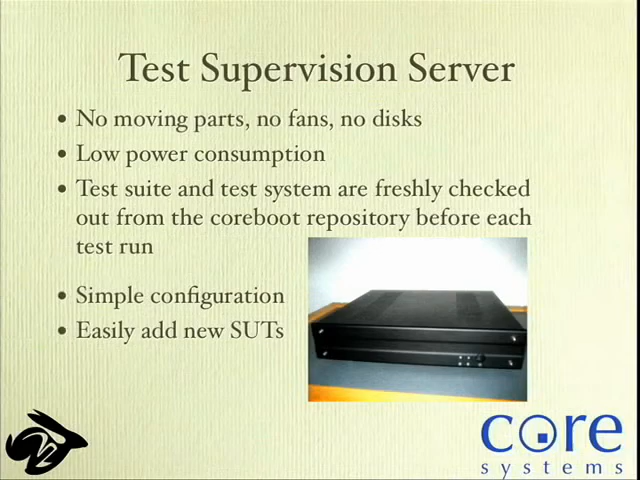 Test Supervision Server
• No moving parts, no fans, no disks
• Low power consumption
• Test suite and test system are freshly checked
out from the coreboot repository before each
test run
• Simple configuration
• Easily add new SUTs
core
systems